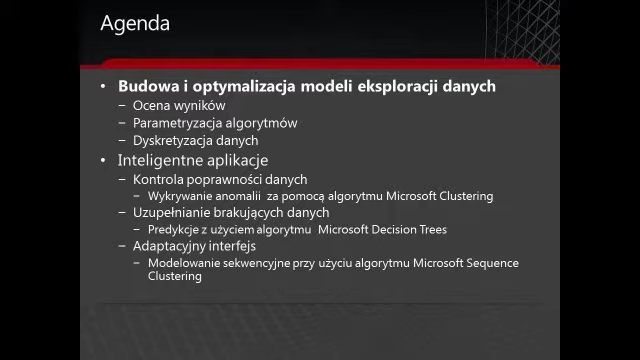 Agenda
• Budowa i optymalizacja modeli eksploracji danych
– Ocena wyników
– Parametryzacja algorytmów
– Dyskretyzacja danych
• Inteligentne aplikacje
– Kontrola poprawności danych
– Wykrywanie anomalii za pomocą algorytmu Microsoft Clustering
– Uzupełnianie brakujących danych
– Predykcje z użyciem algorytmu Microsoft Decision Trees
– Adaptacyjny interfejs
– Modelowanie sekwencyjne przy użyciu algorytmu Microsoft Sequence
Clustering